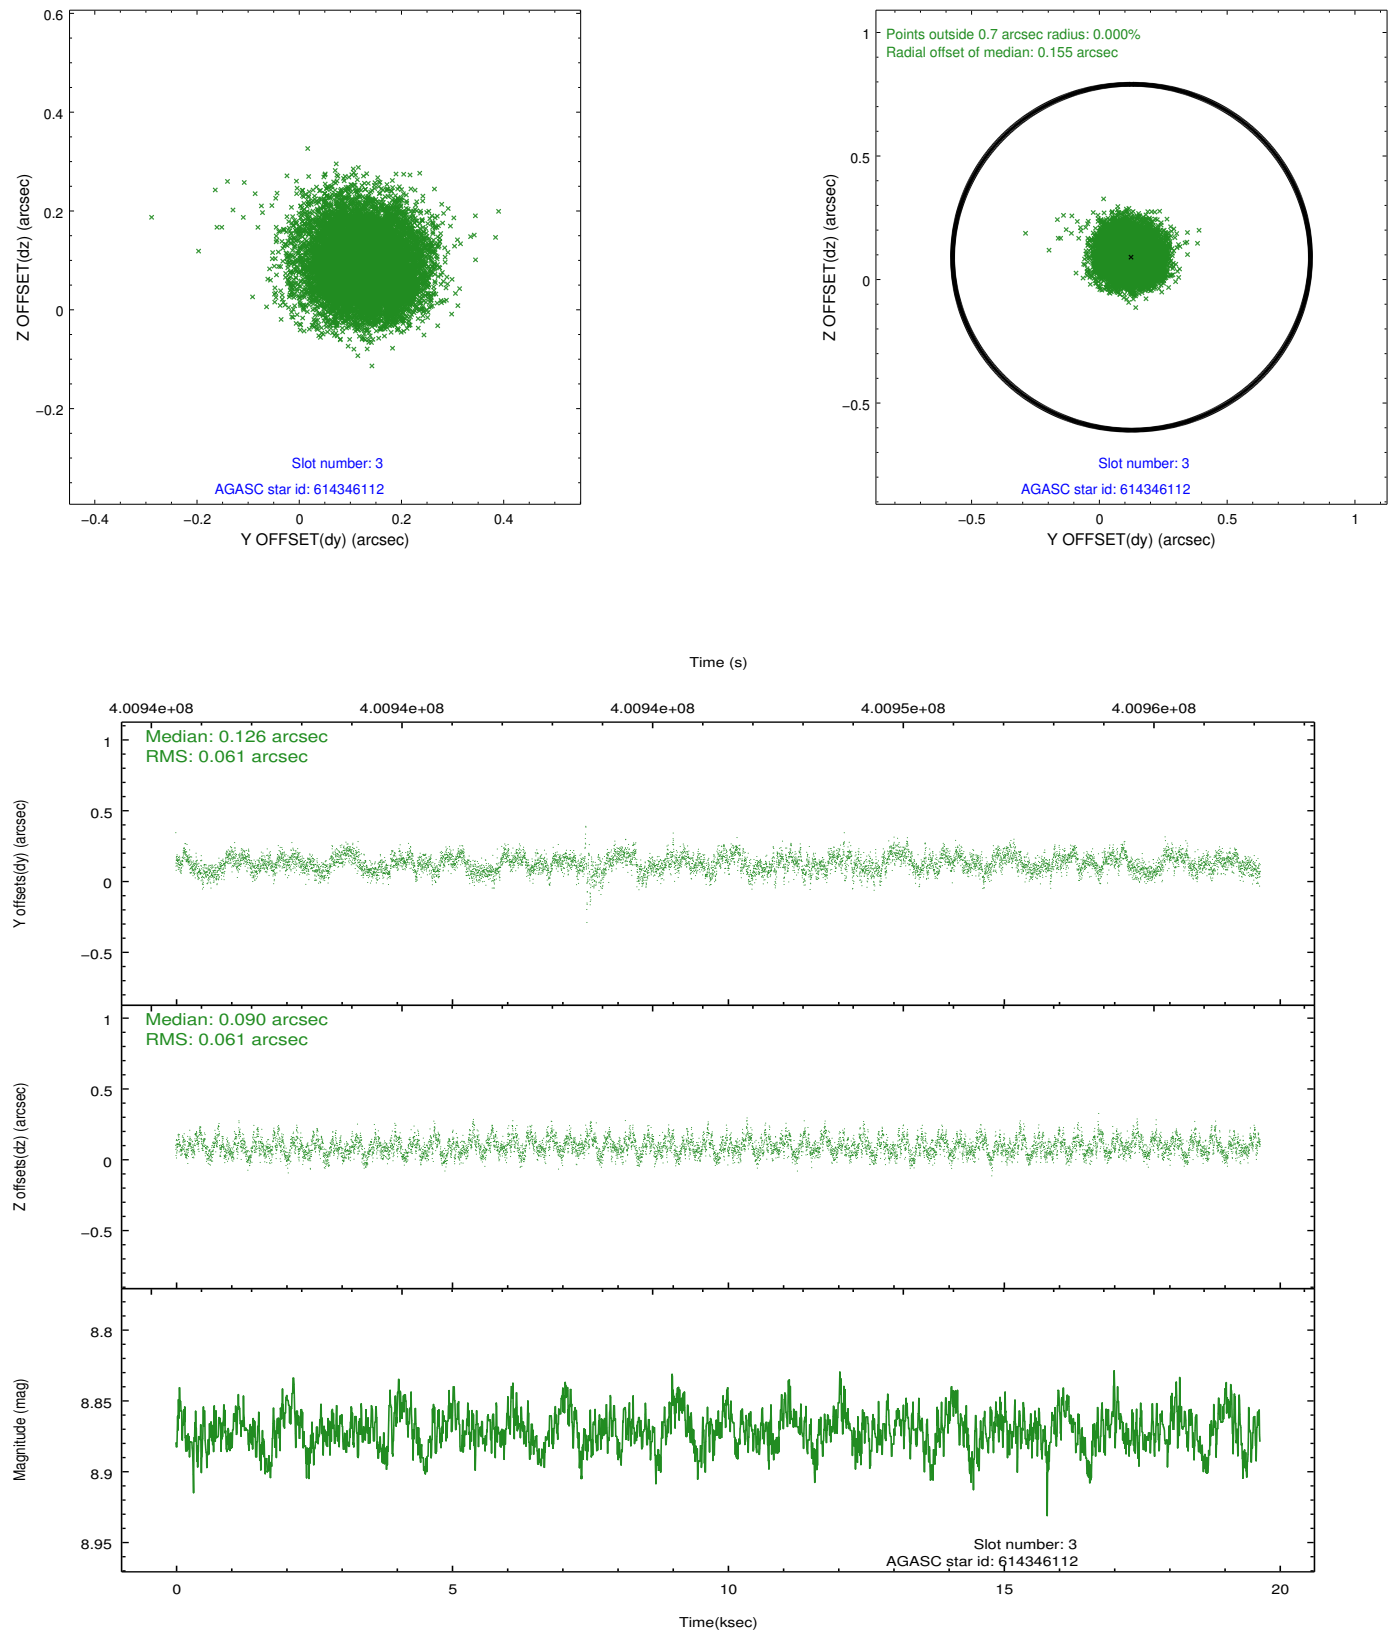 0.6
0.4
0.2
0
−0.2
Z OFFSET(dz) (arcsec)
Slot number: 3
AGASC star id: 614346112
−0.4 −0.2 0 0.2 0.4
Y OFFSET(dy) (arcsec)
Points outside 0.7 arcsec radius: 0.000%
Radial offset of median: 0.155 arcsec
1
0.5
0
−0.5
Z OFFSET(dz) (arcsec)
Slot number: 3
AGASC star id: 614346112
−0.5 0 0.5 1
Y OFFSET(dy) (arcsec)
Time (s)
4.0094e+08 4.0094e+08 4.0094e+08 4.0095e+08 4.0096e+08
Median: 0.126 arcsec
RMS: 0.061 arcsec
1
0.5
0
−0.5
Y offsets(dy) (arcsec)
Median: 0.090 arcsec
RMS: 0.061 arcsec
1
0.5
0
−0.5
Z offsets(dz) (arcsec)
8.8
8.85
8.9
8.95
Magnitude (mag)
Slot number: 3
AGASC star id: 614346112
0 5 10 15 20
Time(ksec)